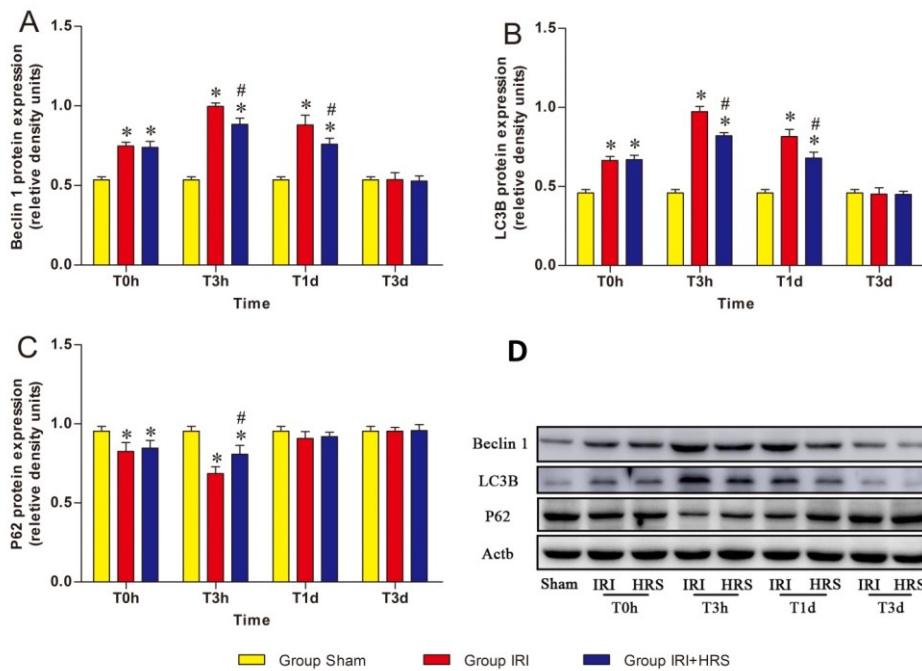 A
Beclin 1 protein expression
(reletive density units)
1.5
1.0
0.5
0.0
* * * # * * # *
T0h T3h T1d T3d
Time
B
LC3B protein expression
(reletive density units)
1.5
1.0
0.5
0.0
* * * # * * # *
T0h T3h T1d T3d
Time
C
P62 protein expression
(reletive density units)
1.5
1.0
0.5
0.0
* * * # *
T0h T3h T1d T3d
Time
D
Beclin 1
LC3B
P62
Actb
Sham IRI HRS IRI HRS IRI HRS IRI HRS
T0h T3h T1d T3d
Group Sham Group IRI Group IRI+HRS